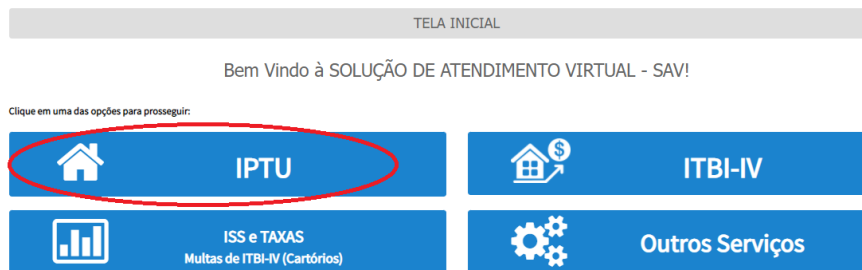 TELA INICIAL
Bem Vindo à SOLUÇÃO DE ATENDIMENTO VIRTUAL - SAV!
Clique em uma das opções para prosseguir:
IPTU
ITBI-IV
ISS e TAXAS
Multas de ITBI-IV (Cartórios)
Outros Serviços